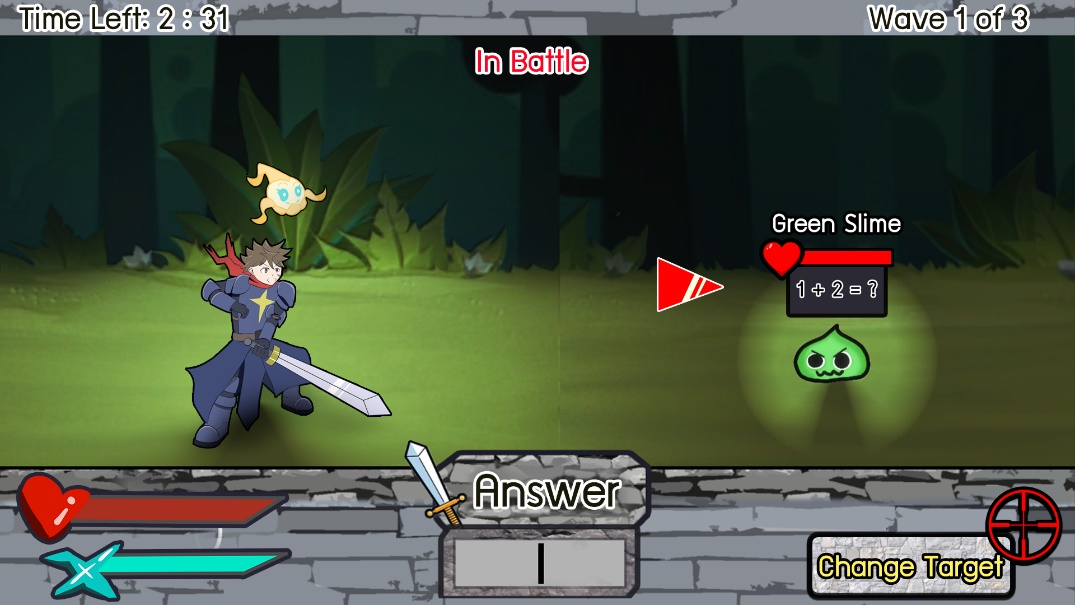 Time Left: 2 : 31
Wave 1 of 3
In Battle
Green Slime
1 + 2 = ?
Answer
Change Target